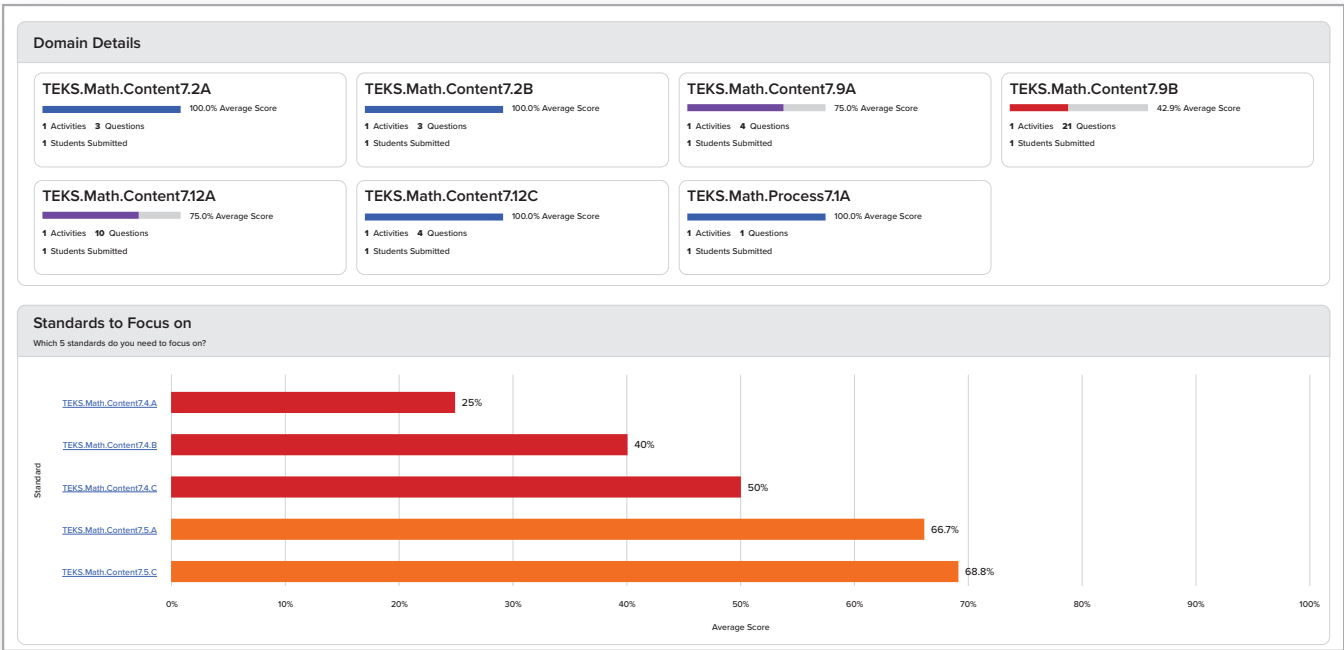 Domain Details
TEKS.Math.Content7.2A
100.0% Average Score
1 Activities 3 Questions
1 Students Submitted
TEKS.Math.Content7.2B
100.0% Average Score
1 Activities 3 Questions
1 Students Submitted
TEKS.Math.Content7.9A
75.0% Average Score
1 Activities 4 Questions
1 Students Submitted
TEKS.Math.Content7.9B
42.9% Average Score
1 Activities 21 Questions
1 Students Submitted
TEKS.Math.Content7.12A
75.0% Average Score
1 Activities 10 Questions
1 Students Submitted
TEKS.Math.Content7.12C
100.0% Average Score
1 Activities 4 Questions
1 Students Submitted
TEKS.Math.Process7.1A
100.0% Average Score
1 Activities 1 Questions
1 Students Submitted
Standards to Focus on
Which 5 standards do you need to focus on?
Standard
TEKS.Math.Content7.4.A
25%
TEKS.Math.Content7.4.B
40%
TEKS.Math.Content7.4.C
50%
TEKS.Math.Content7.5.A
66.7%
TEKS.Math.Content7.5.C
68.8%
0% 10% 20% 30% 40% 50% 60% 70% 80% 90% 100%
Average Score